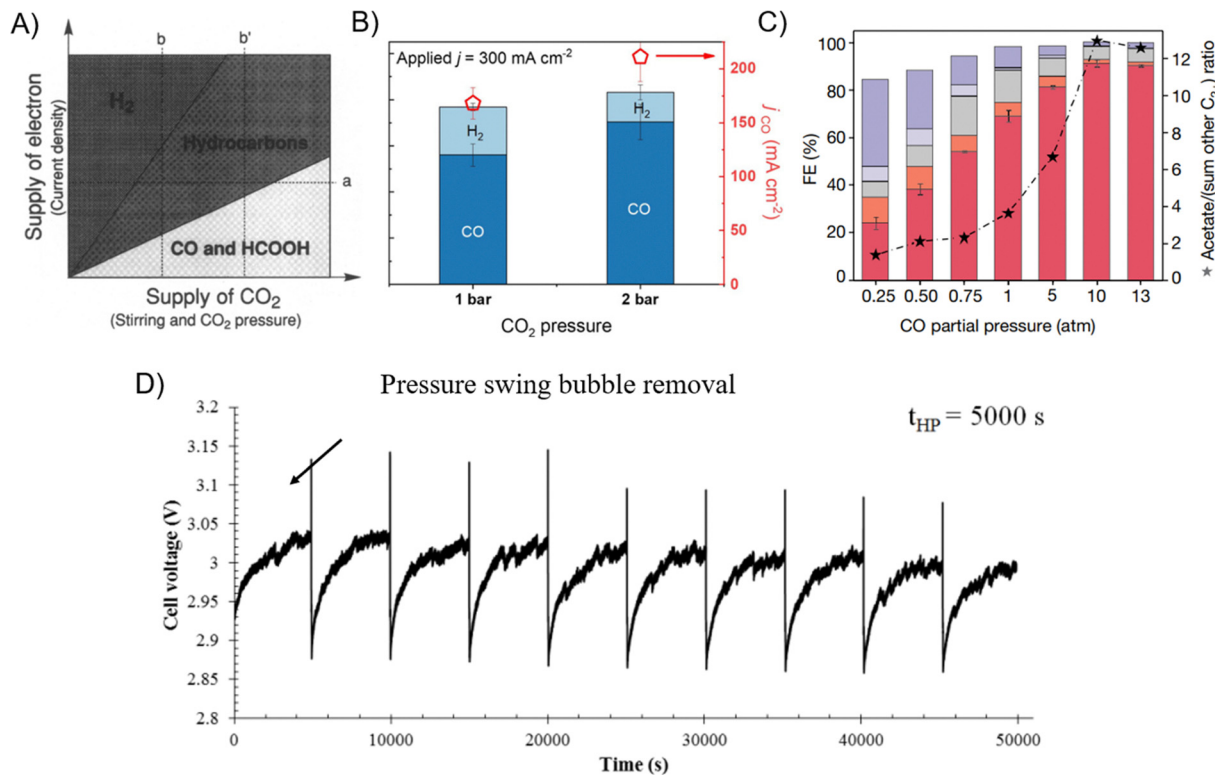 A)
b
b'
H₂
Hydrocarbons
a
CO and HCOOH
Supply of electron
(Current density)
Supply of CO₂
(Stirring and CO₂ pressure)
B)
Applied j = 300 mA cm⁻²
H₂
H₂
CO
CO
1 bar
2 bar
CO₂ pressure
200
150
100
50
0
j CO (mA cm⁻²)
C)
100
80
60
40
20
0
FE (%)
0.25
0.50
0.75
1
5
10
13
CO partial pressure (atm)
12
10
8
6
4
2
0
★ Acetate/(sum other C₂₊) ratio
D)
Pressure swing bubble removal
t_HP = 5000 s
3.2
3.15
3.1
3.05
3
2.95
2.9
2.85
2.8
Cell voltage (V)
0
10000
20000
30000
40000
50000
Time (s)